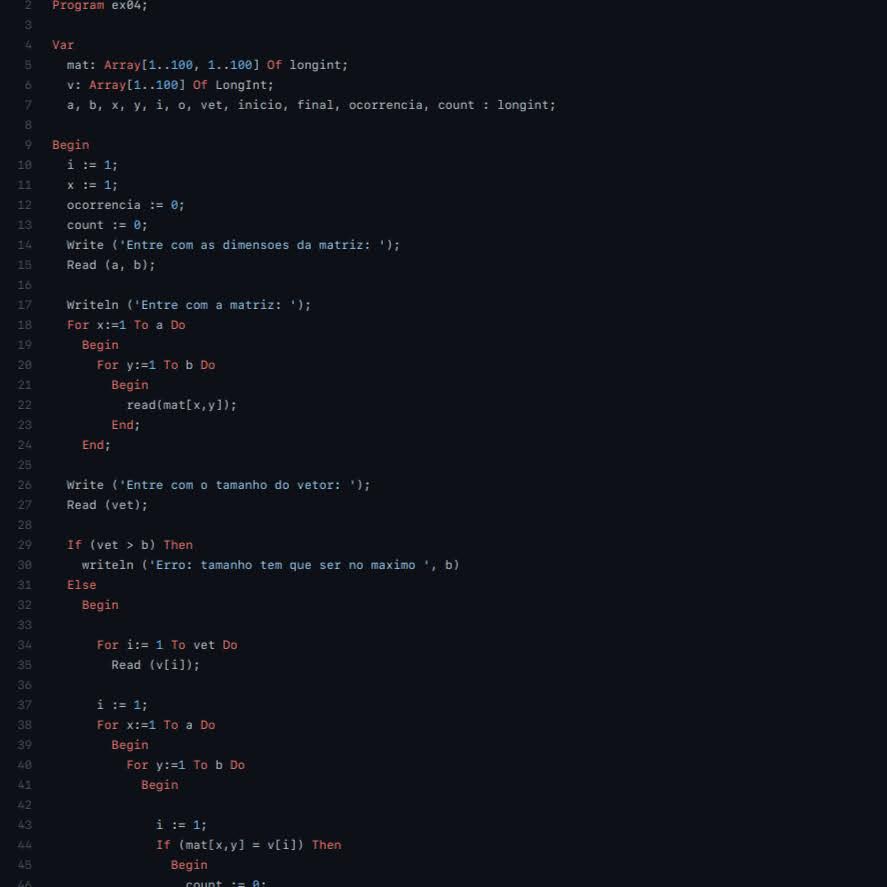 2 Program ex04;
3
4 Var
5   mat: Array[1..100, 1..100] Of longint;
6   v: Array[1..100] Of LongInt;
7   a, b, x, y, i, o, vet, inicio, final, ocorrencia, count : longint;
8
9 Begin
10   i := 1;
11   x := 1;
12   ocorrencia := 0;
13   count := 0;
14   Write ('Entre com as dimensoes da matriz: ');
15   Read (a, b);
16
17   Writeln ('Entre com a matriz: ');
18   For x:=1 To a Do
19     Begin
20       For y:=1 To b Do
21         Begin
22           read(mat[x,y]);
23         End;
24     End;
25
26   Write ('Entre com o tamanho do vetor: ');
27   Read (vet);
28
29   If (vet > b) Then
30     writeln ('Erro: tamanho tem que ser no maximo ', b)
31   Else
32     Begin
33
34       For i:= 1 To vet Do
35         Read (v[i]);
36
37       i := 1;
38       For x:=1 To a Do
39         Begin
40           For y:=1 To b Do
41             Begin
42
43               i := 1;
44               If (mat[x,y] = v[i]) Then
45                 Begin
46                   count := 0;